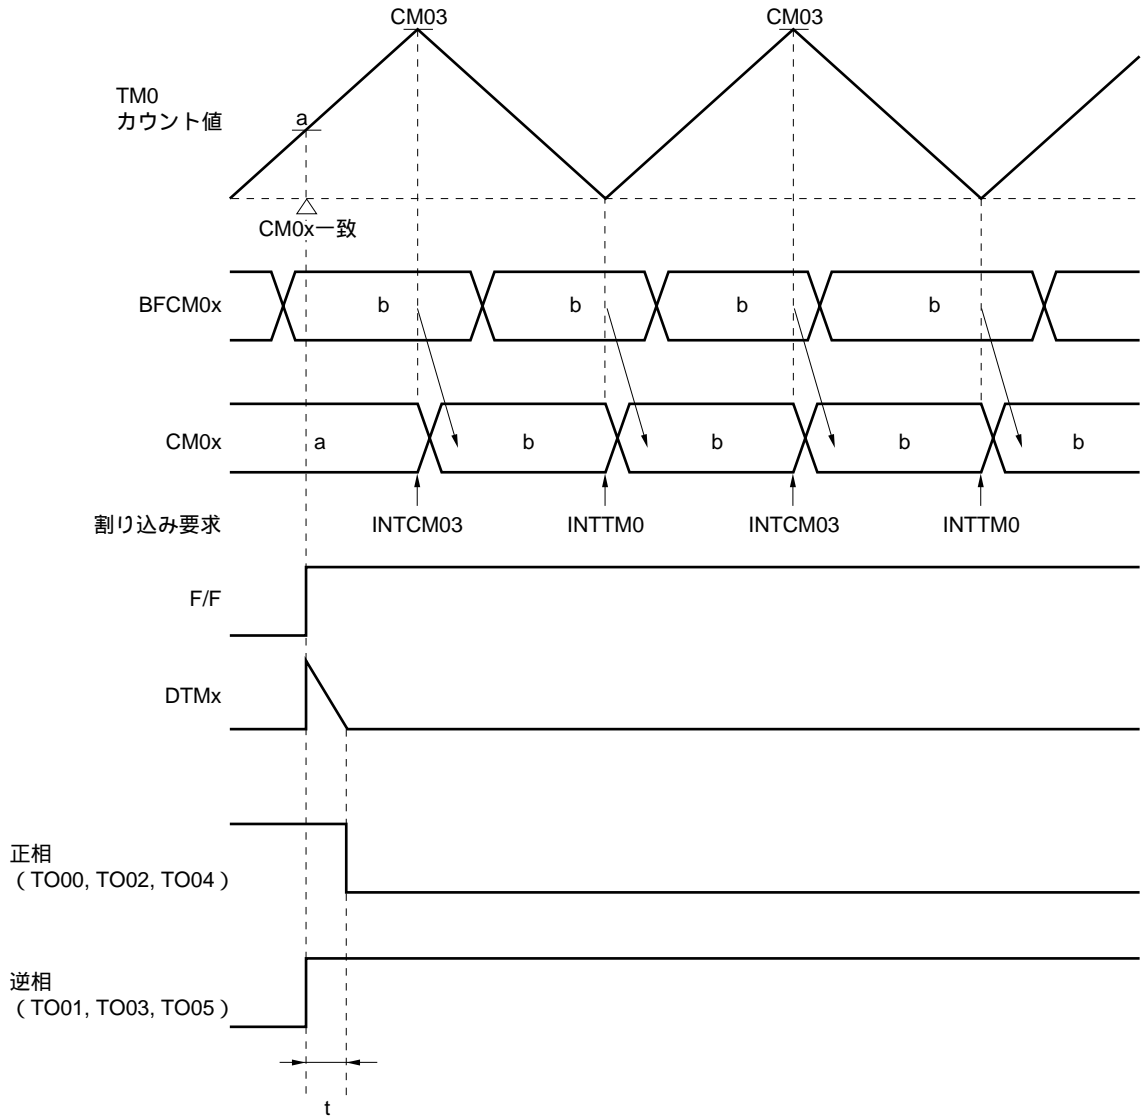 CM03 CM03
TM0
カウント値
a
CM0x一致
BFCM0x b b b b
CM0x a b b b b
割り込み要求 INTCM03 INTTM0 INTCM03 INTTM0
F/F
DTMx
正相
（TO00, TO02, TO04）
逆相
（TO01, TO03, TO05）
t